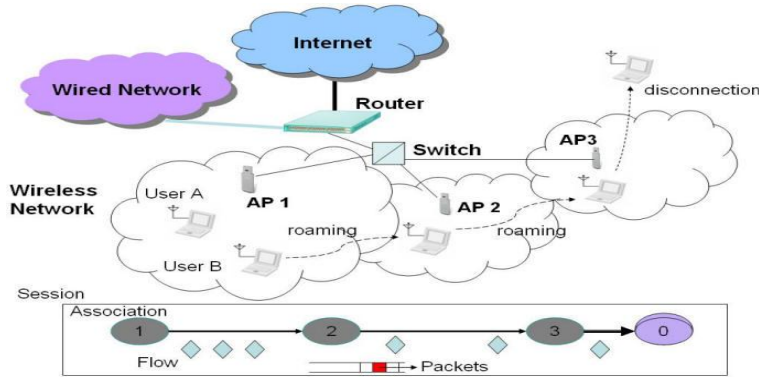 Internet
Wired Network
Router
disconnection
Switch
AP3
User A
Wireless
Network
AP 1
AP 2
roaming
roaming
User B
Session
Association
1
2
3
0
Flow
Packets